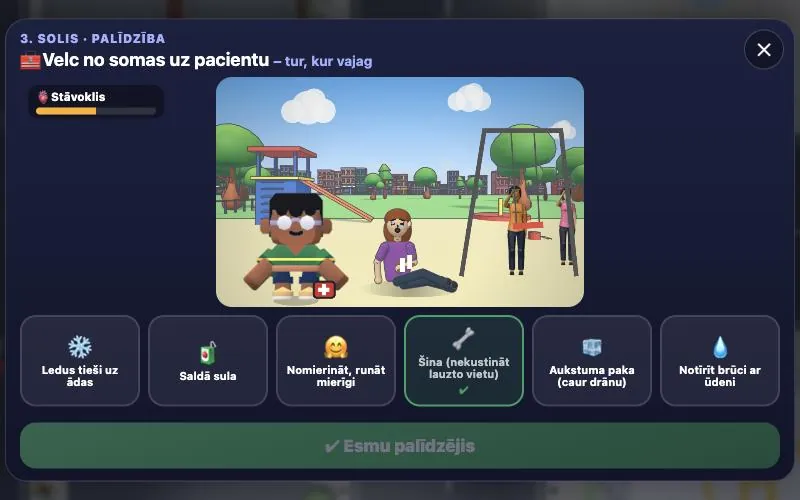 3. SOLIS · PALĪDZĪBA
Velc no somas uz pacientu – tur, kur vajag
Stāvoklis
Ledus tieši uz
ādas
Saldā sula
Nomierināt, runāt
mierīgi
Šina (nekustināt
lauzto vietu)
Aukstuma paka
(caur drānu)
Notīrīt brūci ar
ūdeni
✔ Esmu palīdzējis